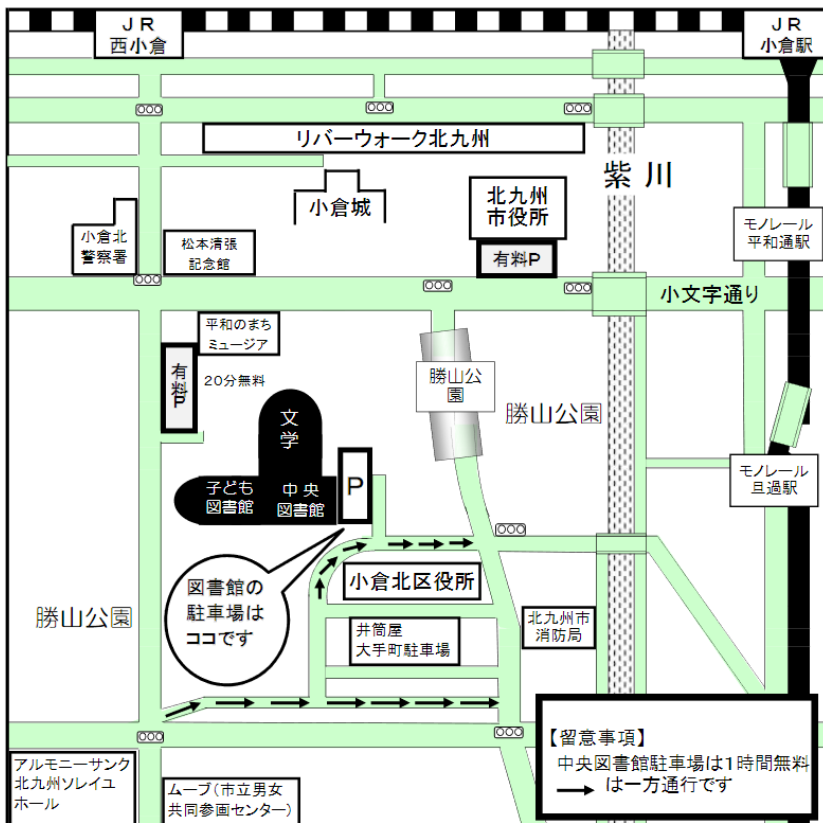 JR
西小倉
JR
小倉駅
リバーウォーク北九州
紫川
小倉城
北九州
市役所
有料P
モノレール
平和通駅
小倉北
警察署
松本清張
記念館
小文字通り
平和のまち
ミュージア
有料P
20分無料
勝山公
園
勝山公園
文学
P
子ども
図書館
中央
図書館
モノレール
旦過駅
図書館の
駐車場は
ココです
小倉北区役所
勝山公園
井筒屋
大手町駐車場
北九州市
消防局
【留意事項】
中央図書館駐車場は1時間無料
→ は一方通行です
アルモニーサンク
北九州ソレイユ
ホール
ムーブ(市立男女
共同参画センター)